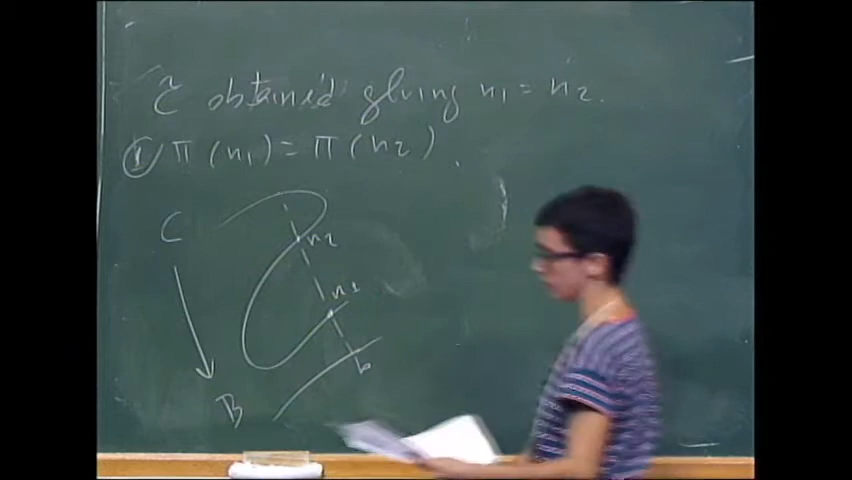 C̃ obtained gluing n₁ = n₂.
① π(n₁) = π(n₂).
C
n₂
n₁
b
B